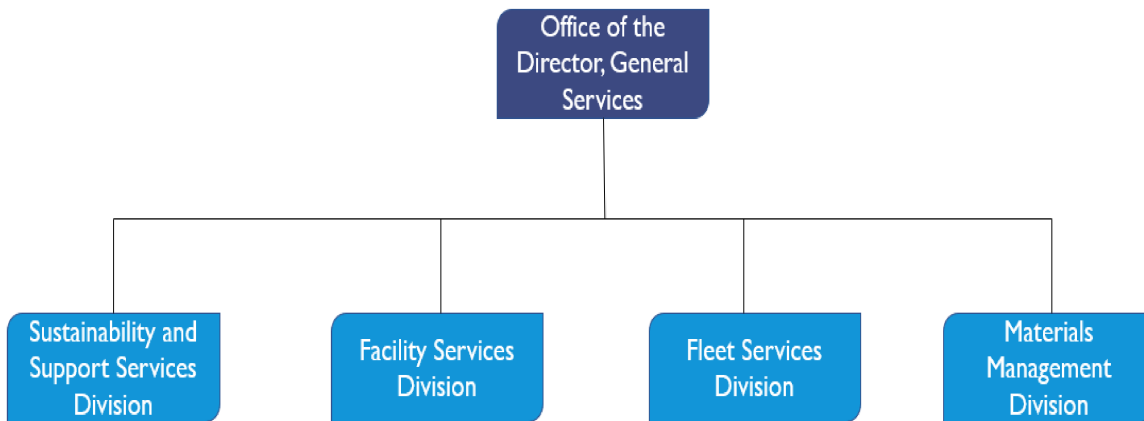 Office of the
Director, General
Services
Sustainability and
Support Services
Division
Facility Services
Division
Fleet Services
Division
Materials
Management
Division